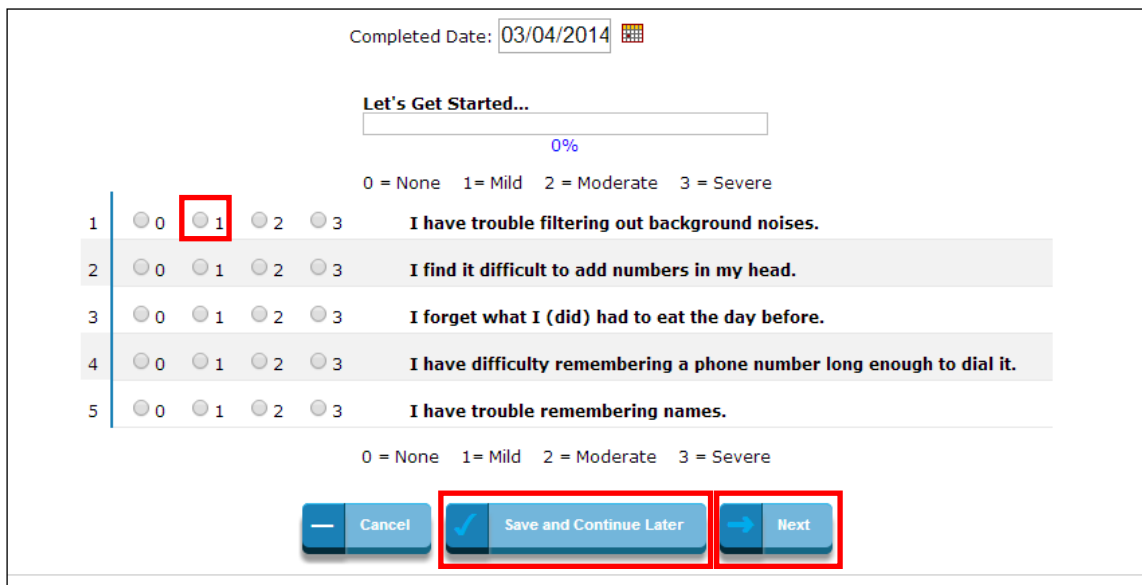 Completed Date: 03/04/2014
Let's Get Started...
0%
0 = None 1= Mild 2 = Moderate 3 = Severe
1 0 1 2 3 I have trouble filtering out background noises.
2 0 1 2 3 I find it difficult to add numbers in my head.
3 0 1 2 3 I forget what I (did) had to eat the day before.
4 0 1 2 3 I have difficulty remembering a phone number long enough to dial it.
5 0 1 2 3 I have trouble remembering names.
0 = None 1= Mild 2 = Moderate 3 = Severe
Cancel Save and Continue Later Next